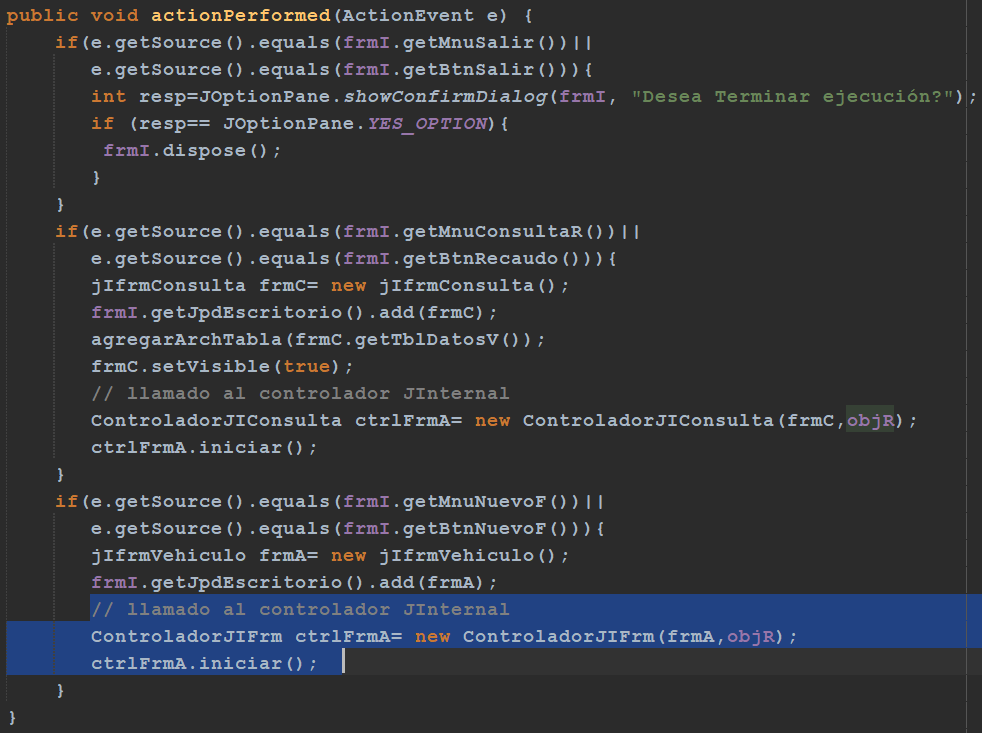 public void actionPerformed(ActionEvent e) {
if(e.getSource().equals(frmI.getMnuSalir())||
e.getSource().equals(frmI.getBtnSalir())){
int resp=JOptionPane.showConfirmDialog(frmI, "Desea Terminar ejecución?");
if (resp== JOptionPane.YES_OPTION){
frmI.dispose();
}
}
if(e.getSource().equals(frmI.getMnuConsultaR())||
e.getSource().equals(frmI.getBtnRecaudo())){
jIfrmConsulta frmC= new jIfrmConsulta();
frmI.getJpdEscritorio().add(frmC);
agregarArchTabla(frmC.getTblDatosV());
frmC.setVisible(true);
// llamado al controlador JInternal
ControladorJIConsulta ctrlFrmA= new ControladorJIConsulta(frmC,objR);
ctrlFrmA.iniciar();
}
if(e.getSource().equals(frmI.getMnuNuevoF())||
e.getSource().equals(frmI.getBtnNuevoF())){
jIfrmVehiculo frmA= new jIfrmVehiculo();
frmI.getJpdEscritorio().add(frmA);
// llamado al controlador JInternal
ControladorJIFrm ctrlFrmA= new ControladorJIFrm(frmA,objR);
ctrlFrmA.iniciar();
}
}